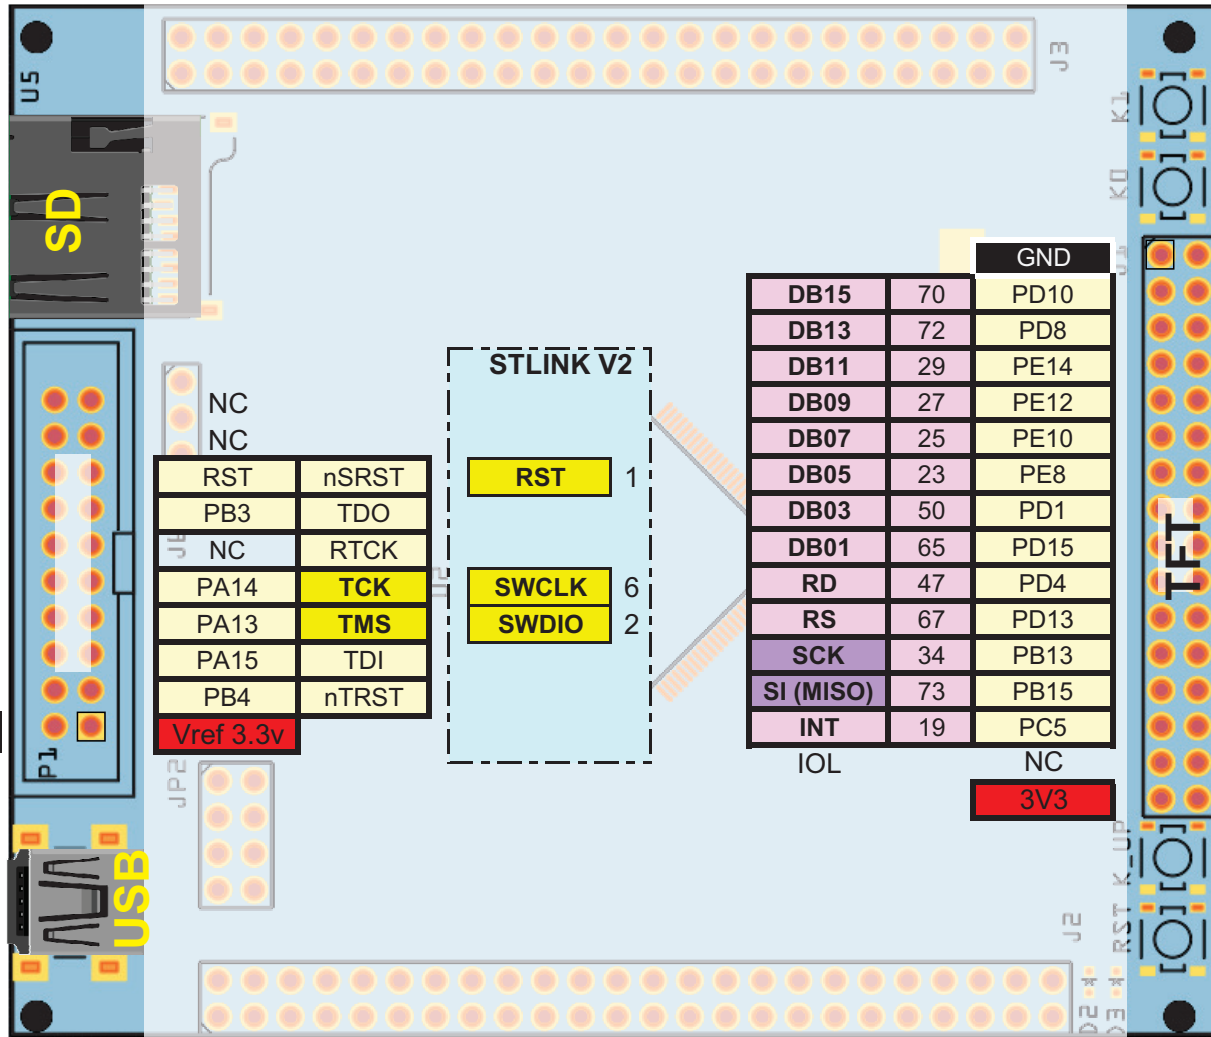 U5
J3
K1
K0
SD
J1
GND
DB15 70 PD10
DB13 72 PD8
DB11 29 PE14
DB09 27 PE12
DB07 25 PE10
DB05 23 PE8
DB03 50 PD1
DB01 65 PD15
RD 47 PD4
RS 67 PD13
SCK 34 PB13
SI (MISO) 73 PB15
INT 19 PC5
IOL NC
3V3
TFT
STLINK V2
RST 1
SWCLK 6
SWDIO 2
NC
NC
RST nSRST
PB3 TDO
NC RTCK
PA14 TCK
PA13 TMS
PA15 TDI
PB4 nTRST
Vref 3.3v
P1
JP2
USB
K_UP
RST
J2
D2